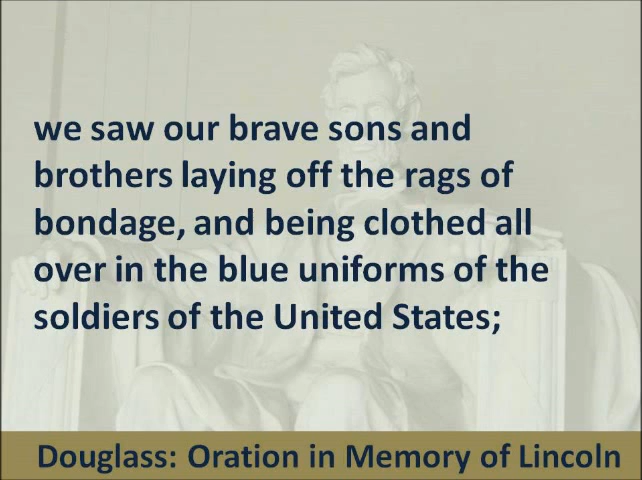 we saw our brave sons and
brothers laying off the rags of
bondage, and being clothed all
over in the blue uniforms of the
soldiers of the United States;
Douglass: Oration in Memory of Lincoln